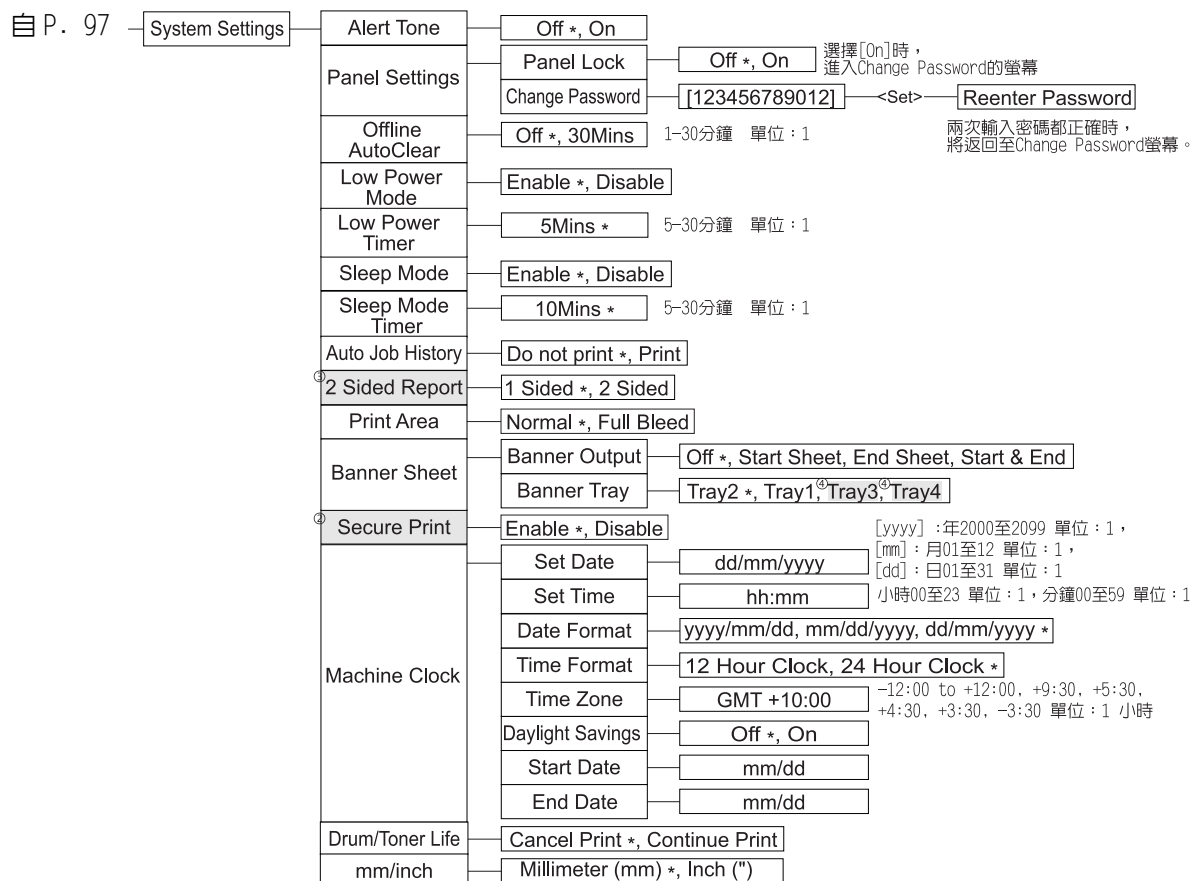 自 P. 97
System Settings
Alert Tone
Off *, On
Panel Settings
Panel Lock
Off *, On
選擇[On]時，
進入Change Password的螢幕
Change Password
[123456789012]
<Set>
Reenter Password
兩次輸入密碼都正確時，
將返回至Change Password螢幕。
Offline
AutoClear
Off *, 30Mins
1-30分鐘 單位：1
Low Power
Mode
Enable *, Disable
Low Power
Timer
5Mins *
5-30分鐘 單位：1
Sleep Mode
Enable *, Disable
Sleep Mode
Timer
10Mins *
5-30分鐘 單位：1
Auto Job History
Do not print *, Print
③2 Sided Report
1 Sided *, 2 Sided
Print Area
Normal *, Full Bleed
Banner Sheet
Banner Output
Off *, Start Sheet, End Sheet, Start & End
Banner Tray
Tray2 *, Tray1,④Tray3,④Tray4
②Secure Print
Enable *, Disable
Machine Clock
Set Date
dd/mm/yyyy
[yyyy] :年2000至2099 單位：1，
[mm]：月01至12 單位：1，
[dd]：日01至31 單位：1
Set Time
hh:mm
小時00至23 單位：1，分鐘00至59 單位：1
Date Format
yyyy/mm/dd, mm/dd/yyyy, dd/mm/yyyy *
Time Format
12 Hour Clock, 24 Hour Clock *
Time Zone
GMT +10:00
-12:00 to +12:00, +9:30, +5:30,
+4:30, +3:30, -3:30 單位：1 小時
Daylight Savings
Off *, On
Start Date
mm/dd
End Date
mm/dd
Drum/Toner Life
Cancel Print *, Continue Print
mm/inch
Millimeter (mm) *, Inch (")